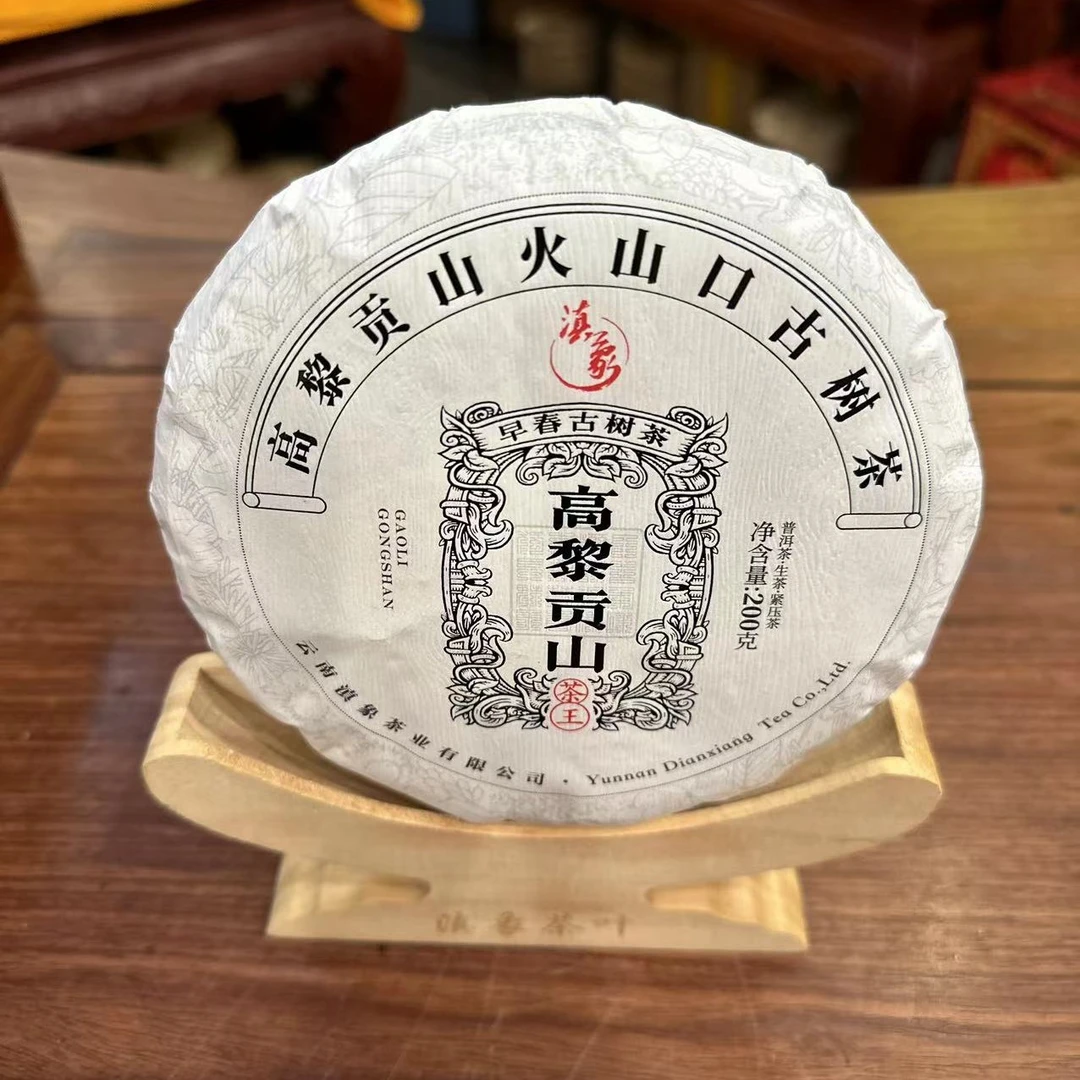 高黎贡山火山口古树茶
滇象
早春古树茶
高黎贡山
茶王
GAOLI
GONGSHAN
普洱茶·生茶·紧压茶
净含量:200克
云南滇象茶业有限公司 · Yunnan Dianxiang Tea Co.,Ltd.
滇象茶叶